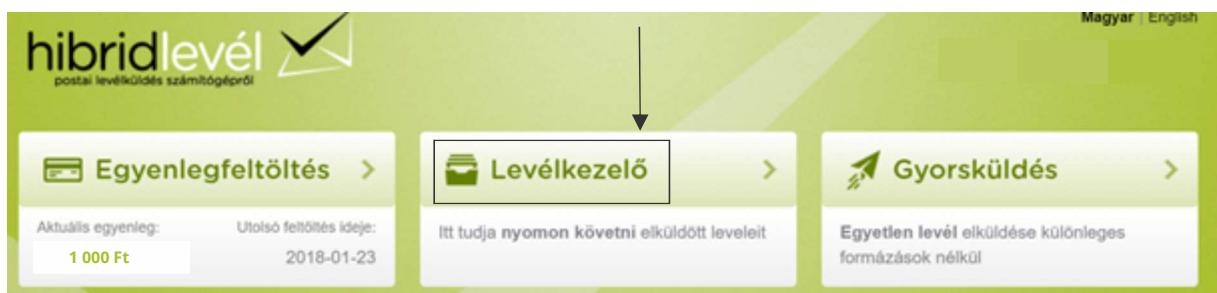 Magyar | English
hibridlevél
postai levélküldés számítógépről
Egyenlegfeltöltés >
Aktuális egyenleg: Utolsó feltöltés ideje:
1 000 Ft 2018-01-23
Levélkezelő >
Itt tudja nyomon követni elküldött leveleit
Gyorsküldés >
Egyetlen levél elküldése különleges
formázások nélkül